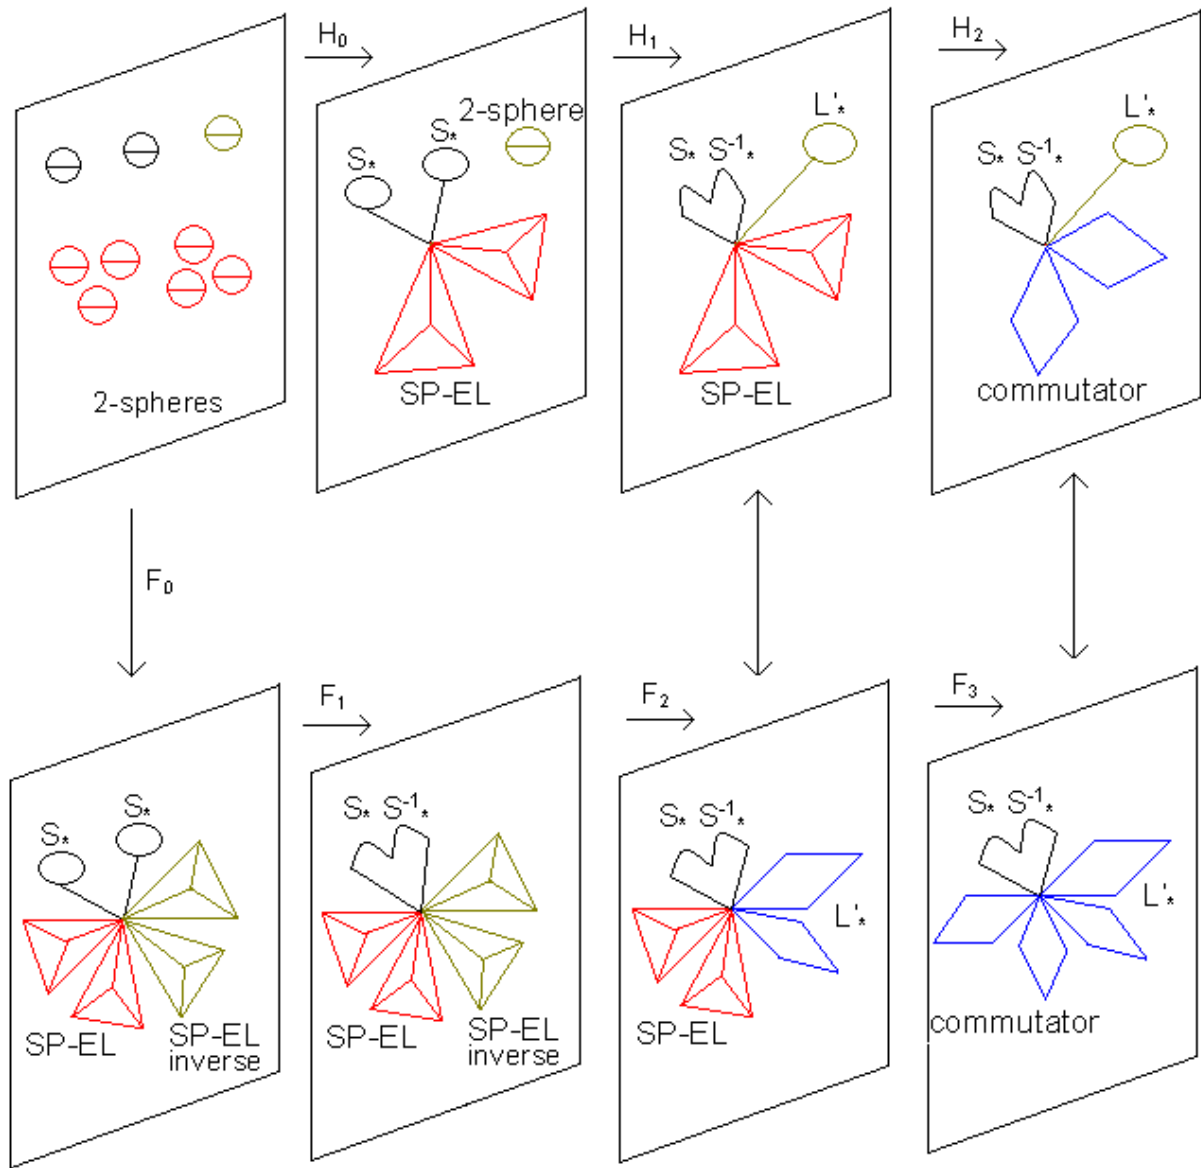 H₀
H₁
H₂
2-sphere
S* S*
L'*
S* S⁻¹*
L'*
S* S⁻¹*
2-spheres
SP-EL
SP-EL
commutator
F₀
F₁
F₂
F₃
S* S*
S* S⁻¹*
S* S⁻¹*
S* S⁻¹*
L'*
L'*
SP-EL
SP-EL
inverse
SP-EL
SP-EL
inverse
SP-EL
commutator